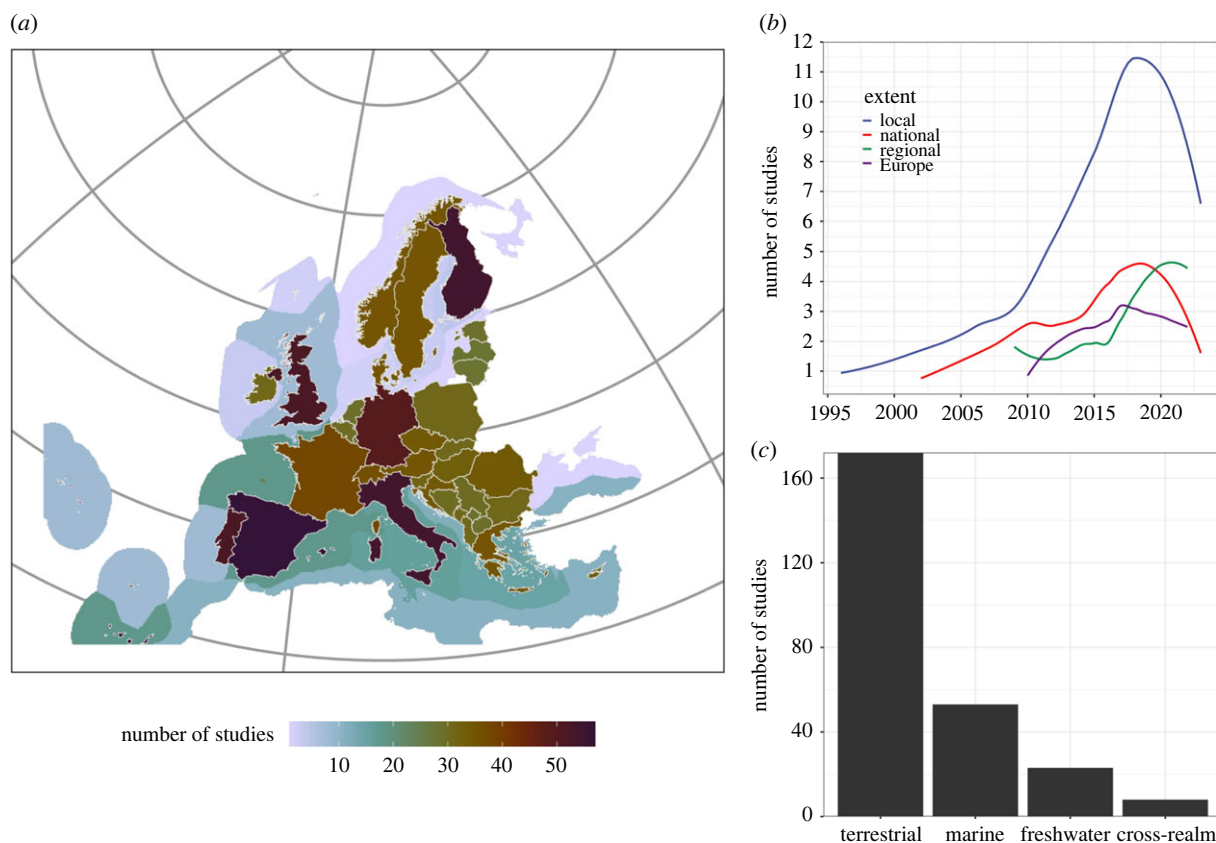 (a)
number of studies
10 20 30 40 50
(b)
number of studies
12
11
10
9
8
7
6
5
4
3
2
1
extent
local
national
regional
Europe
1995 2000 2005 2010 2015 2020
(c)
number of studies
160
120
80
40
0
terrestrial marine freshwater cross-realm